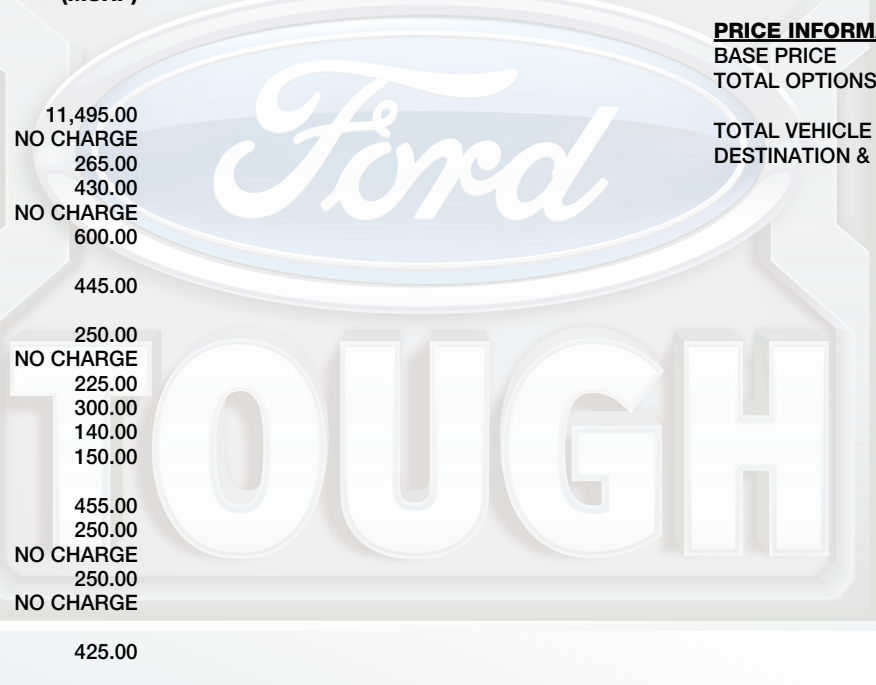 (MSRP)
11,495.00
NO CHARGE
265.00
430.00
NO CHARGE
600.00
445.00
250.00
NO CHARGE
225.00
300.00
140.00
150.00
455.00
250.00
NO CHARGE
250.00
NO CHARGE
425.00
PRICE INFORMA
BASE PRICE
TOTAL OPTIONS
TOTAL VEHICLE
DESTINATION &
Ford
TOUGH